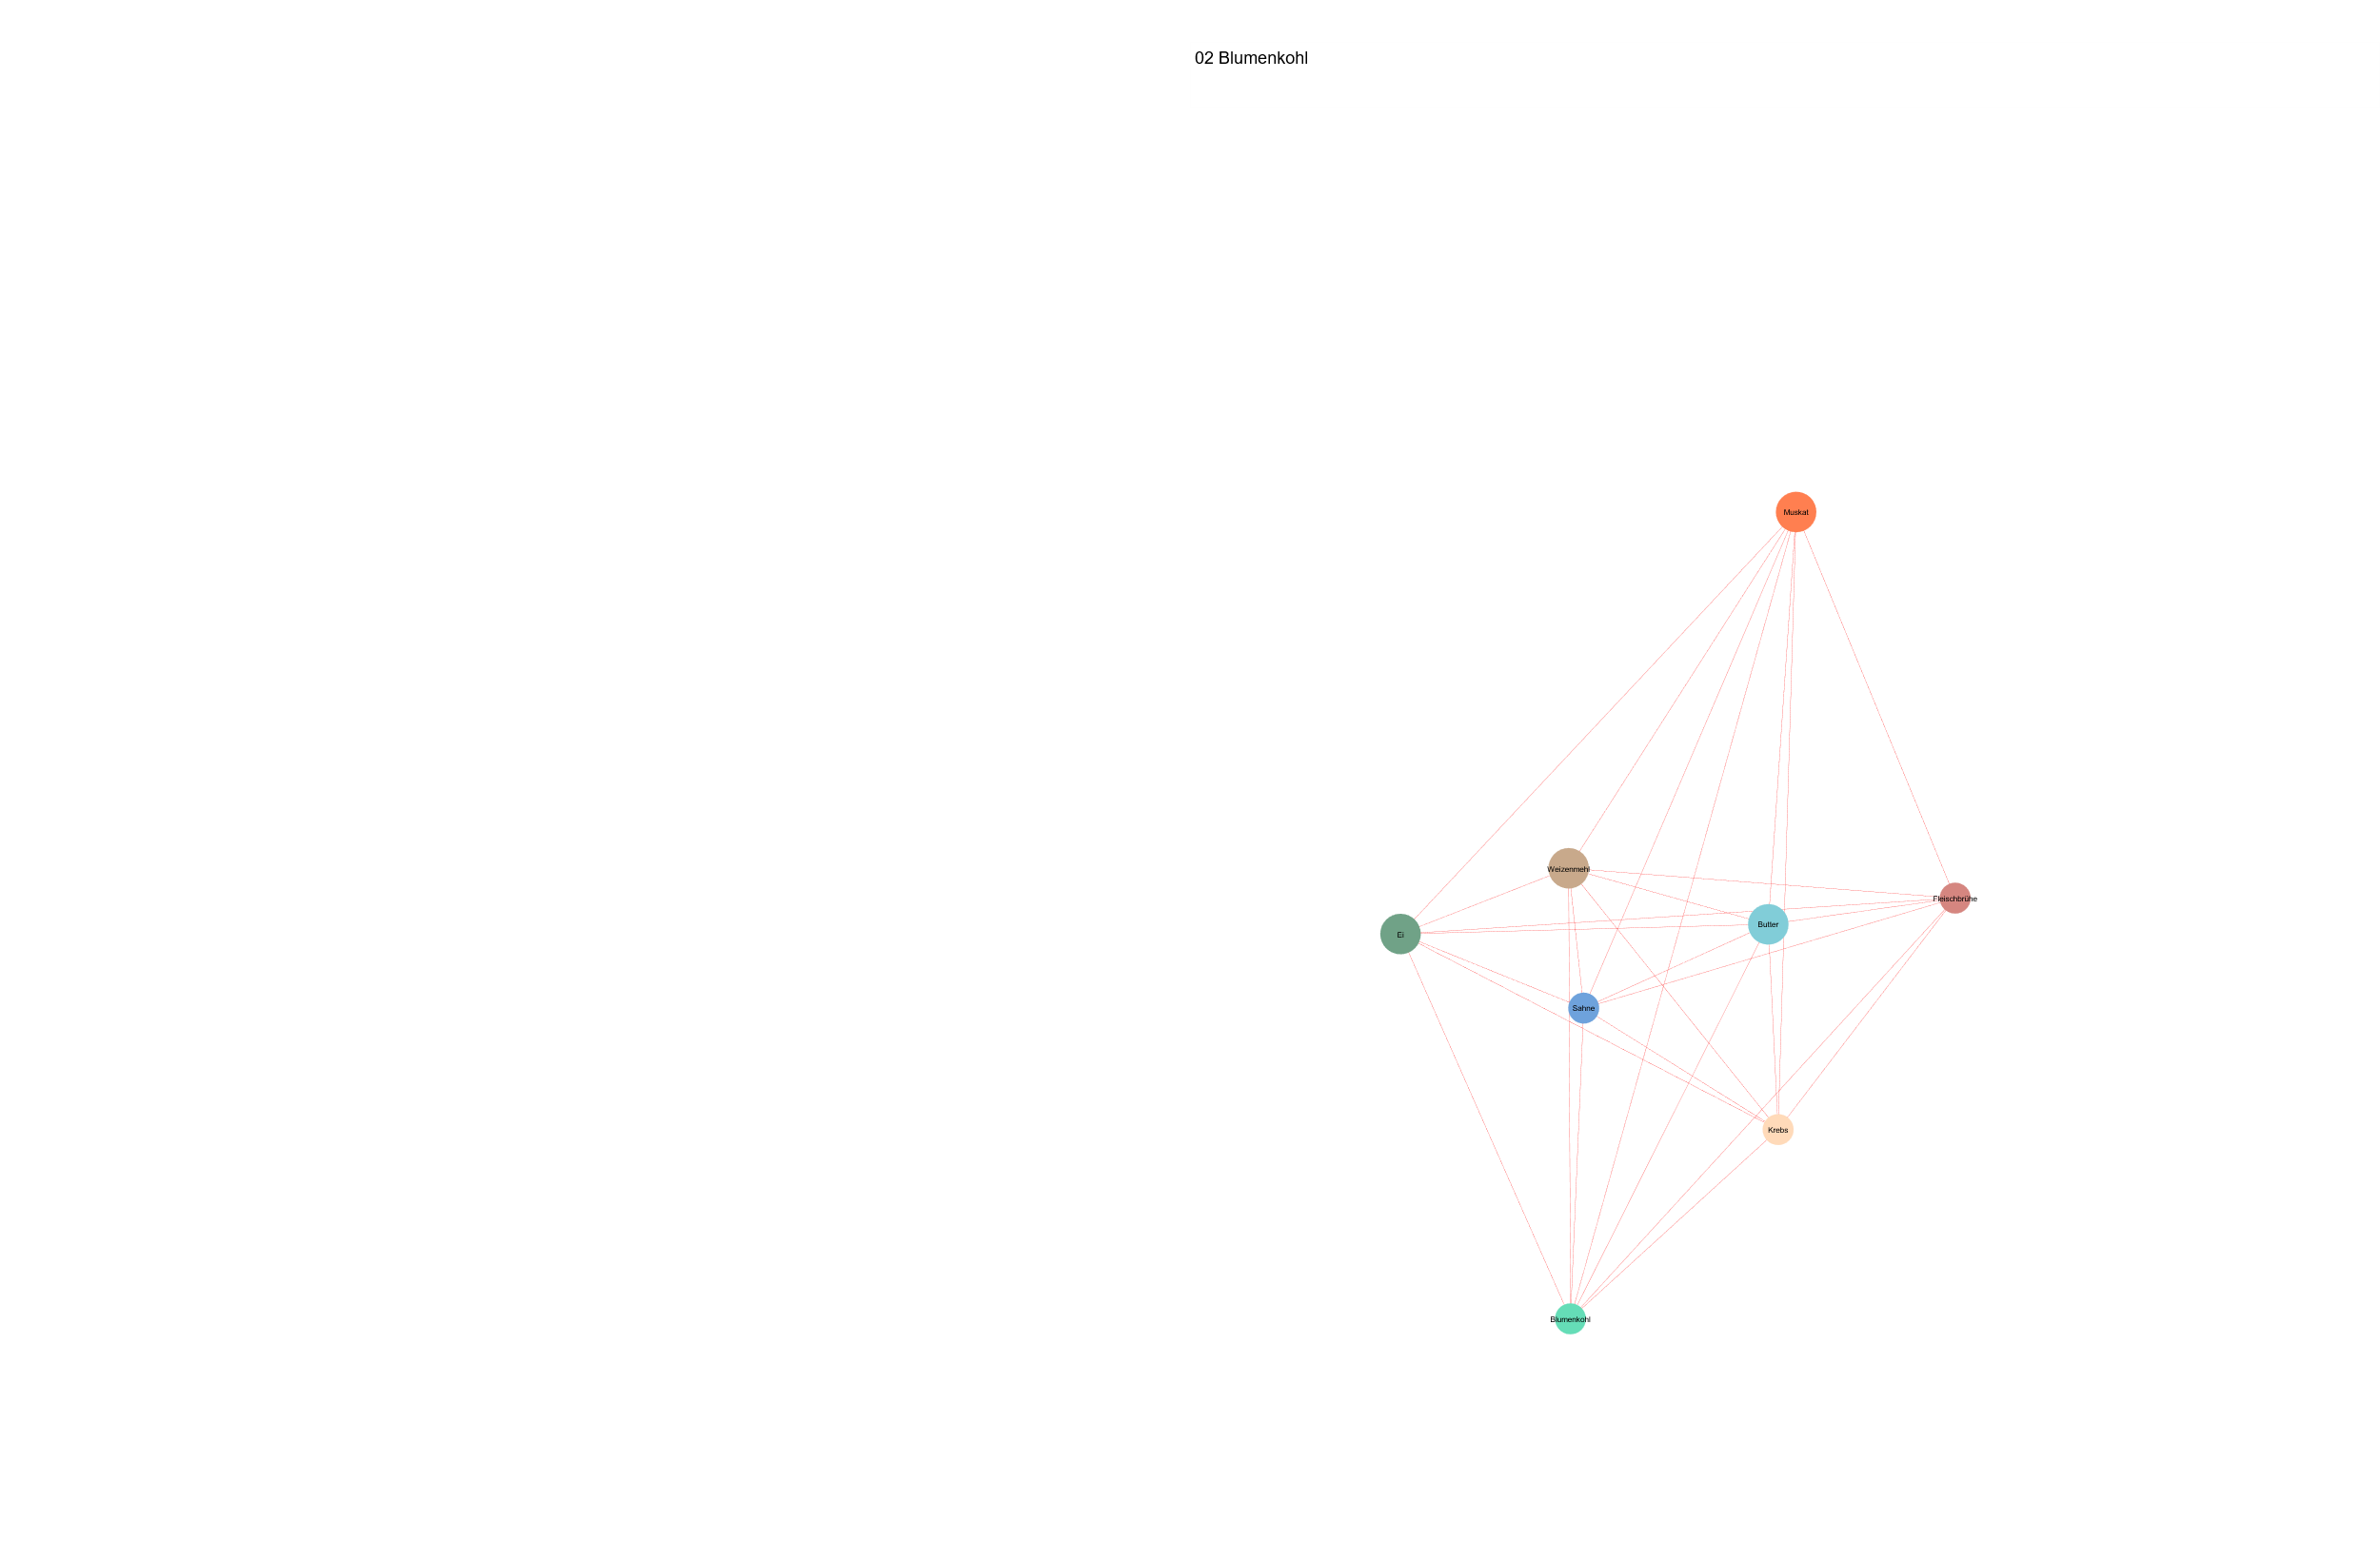 02 Blumenkohl
Muskat
Weizenmehl
Fleischbrühe
Butter
Ei
Sahne
Krebs
Blumenkohl